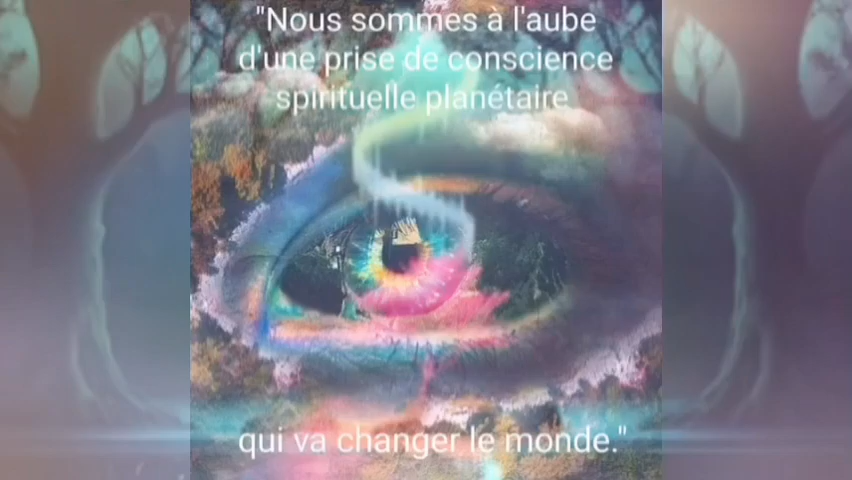 "Nous sommes à l'aube
d'une prise de conscience
spirituelle planétaire
qui va changer le monde."